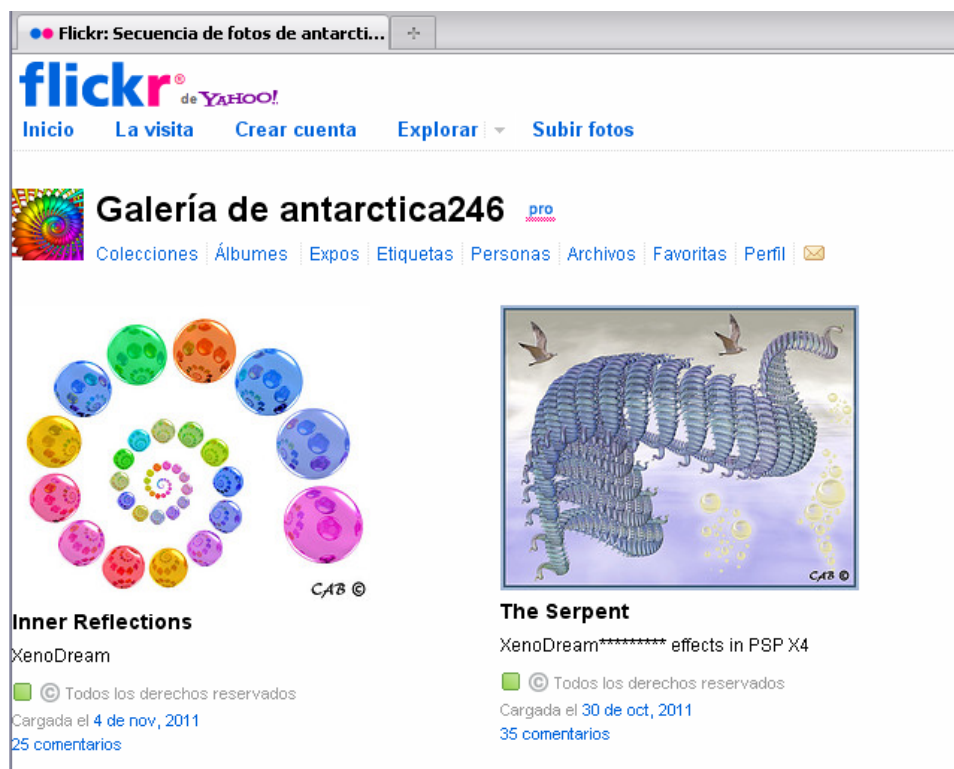 Flickr: Secuencia de fotos de antarcti...
flickr® de YAHOO!
Inicio La visita Crear cuenta Explorar Subir fotos
Galería de antarctica246 pro
Colecciones Álbumes Expos Etiquetas Personas Archivos Favoritas Perfil
CAB ©
Inner Reflections
XenoDream
© Todos los derechos reservados
Cargada el 4 de nov, 2011
25 comentarios
CAB ©
The Serpent
XenoDream********* effects in PSP X4
© Todos los derechos reservados
Cargada el 30 de oct, 2011
35 comentarios